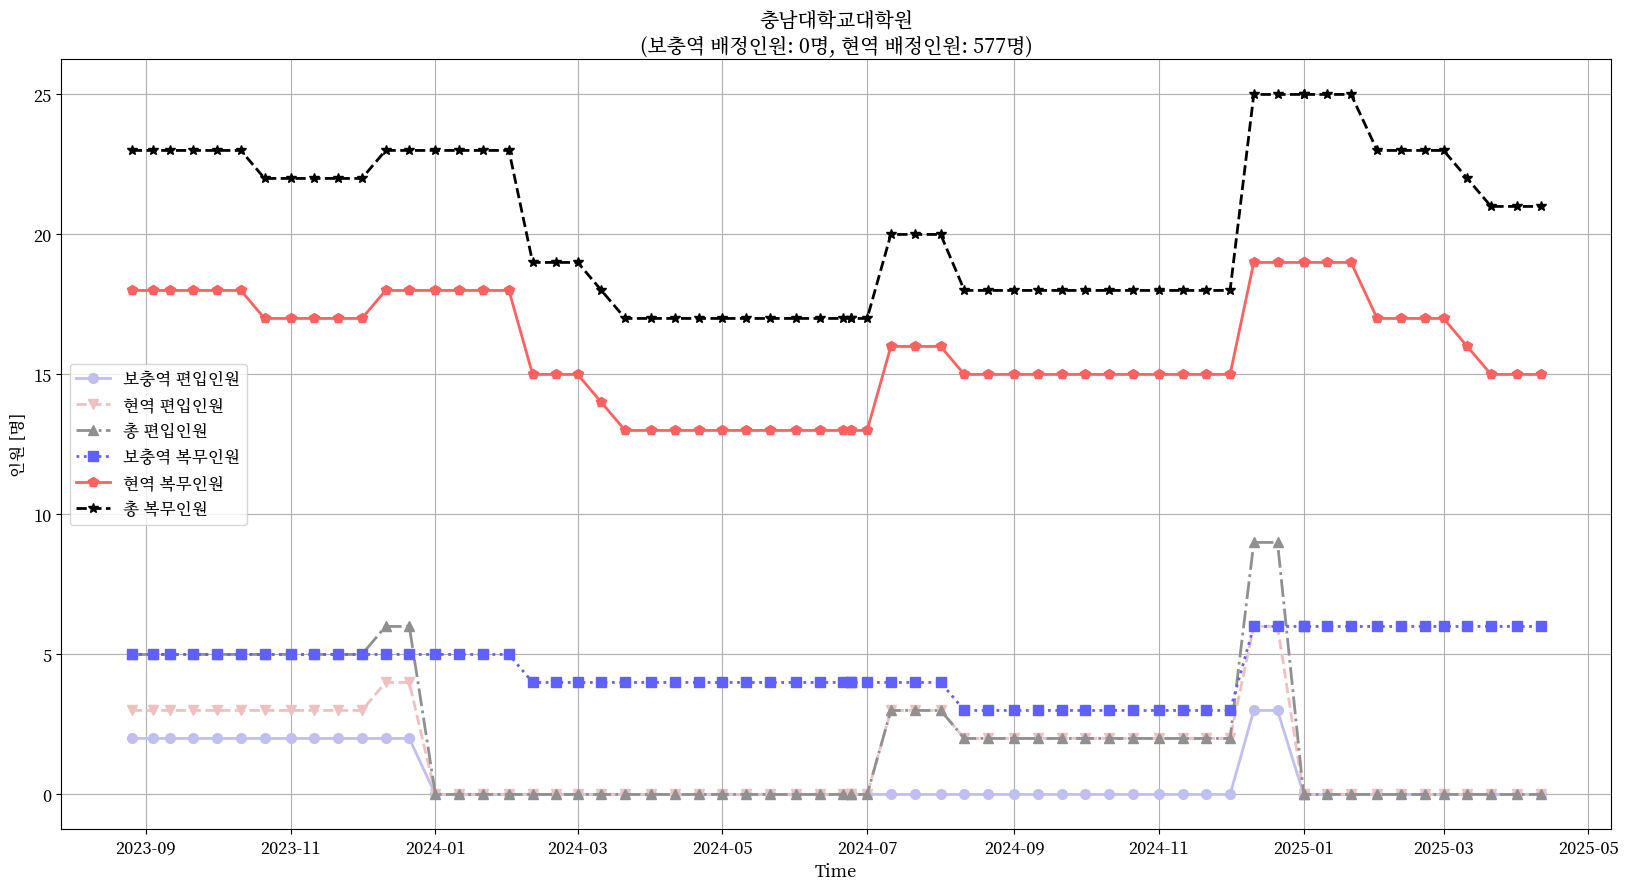 충남대학교대학원
(보충역 배정인원: 0명, 현역 배정인원: 577명)
인원 [명]
25
20
15
10
5
0
보충역 편입인원
현역 편입인원
총 편입인원
보충역 복무인원
현역 복무인원
총 복무인원
2023-09
2023-11
2024-01
2024-03
2024-05
2024-07
2024-09
2024-11
2025-01
2025-03
2025-05
Time